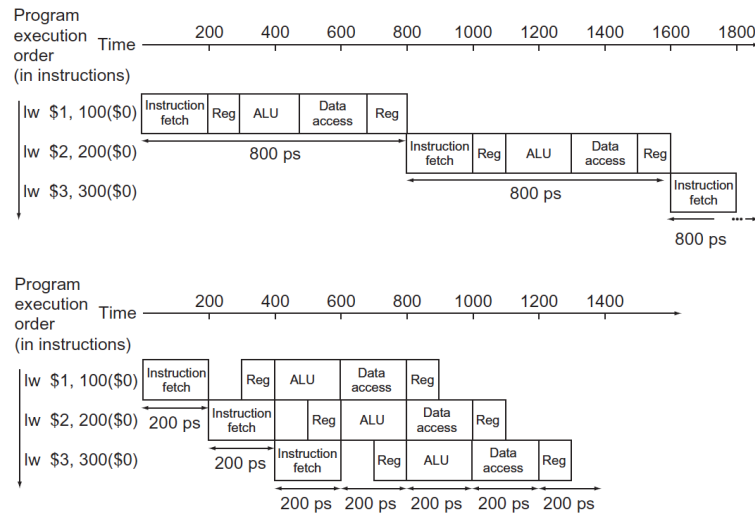 Program
execution
order
(in instructions)
Time
200 400 600 800 1000 1200 1400 1600 1800
lw $1, 100($0)
Instruction
fetch
Reg
ALU
Data
access
Reg
lw $2, 200($0)
800 ps
Instruction
fetch
Reg
ALU
Data
access
Reg
lw $3, 300($0)
800 ps
Instruction
fetch
800 ps
Program
execution
order
(in instructions)
Time
200 400 600 800 1000 1200 1400
lw $1, 100($0)
Instruction
fetch
Reg
ALU
Data
access
Reg
lw $2, 200($0)
200 ps
Instruction
fetch
Reg
ALU
Data
access
Reg
lw $3, 300($0)
200 ps
Instruction
fetch
Reg
ALU
Data
access
Reg
200 ps 200 ps 200 ps 200 ps 200 ps